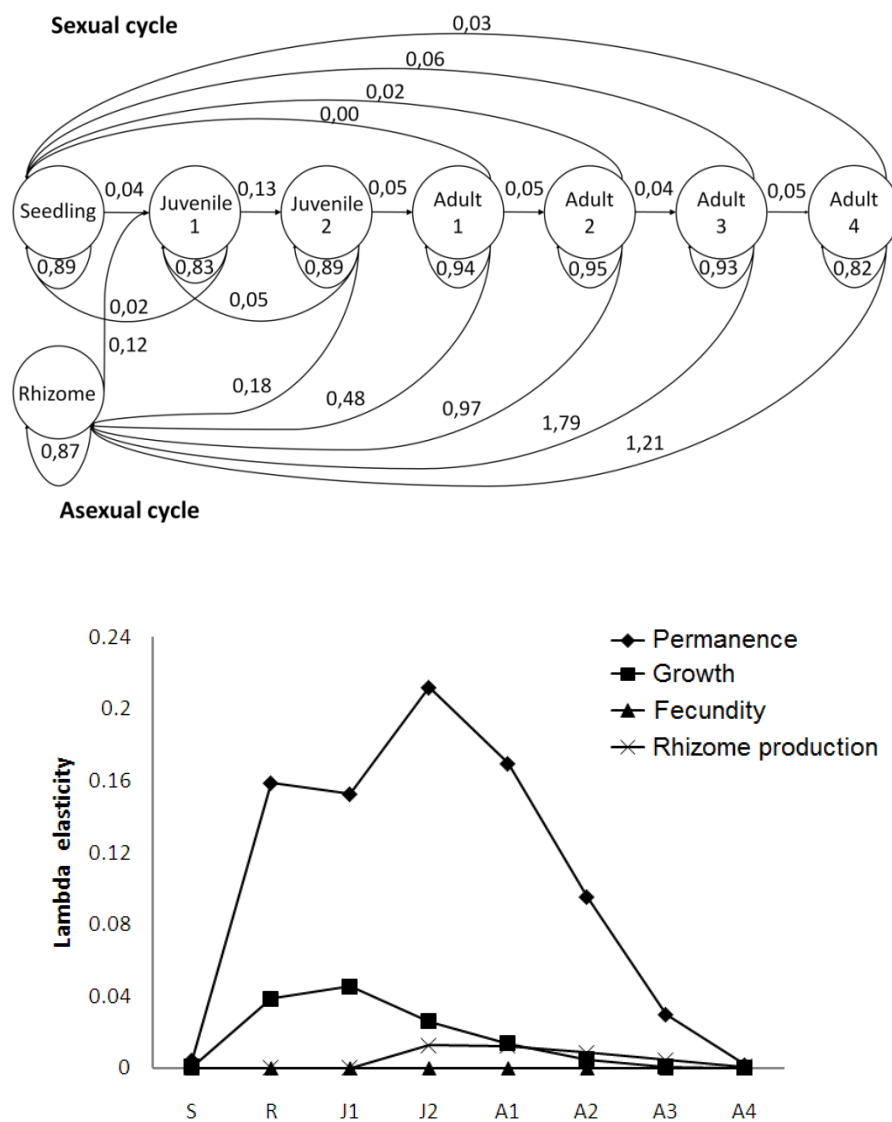 Sexual cycle
0,03
0,06
0,02
0,00
Seedling
0,04
Juvenile
1
0,13
Juvenile
2
0,05
Adult
1
0,05
Adult
2
0,04
Adult
3
0,05
Adult
4
0,89
0,83
0,89
0,94
0,95
0,93
0,82
0,02
0,05
0,12
Rhizome
0,18
0,48
0,97
1,79
1,21
0,87
Asexual cycle
Lambda elasticity
0.24
0.2
0.16
0.12
0.08
0.04
0
Permanence
Growth
Fecundity
Rhizome production
S R J1 J2 A1 A2 A3 A4